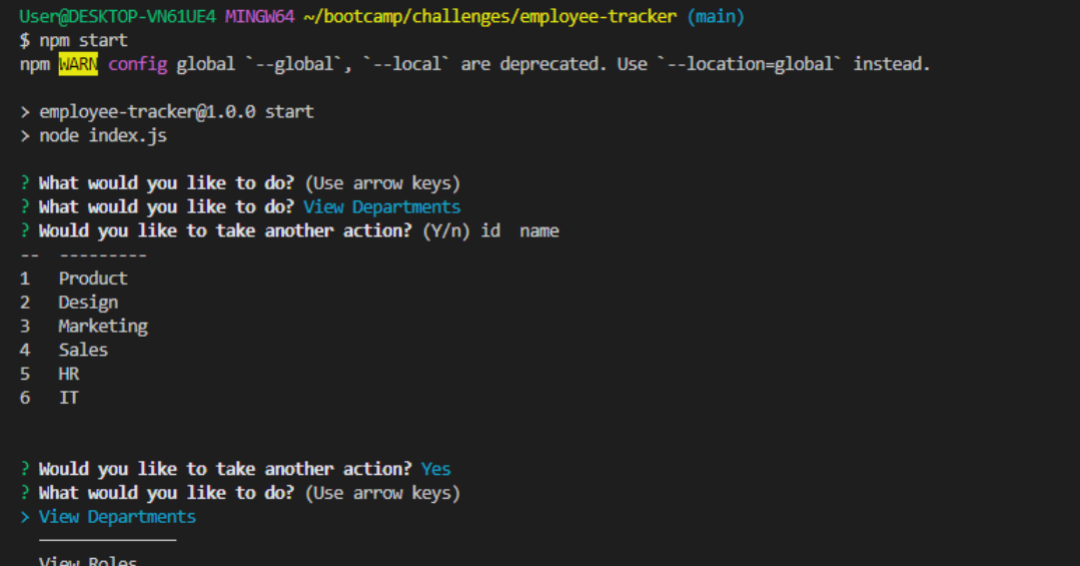 User@DESKTOP-VN61UE4 MINGW64 ~/bootcamp/challenges/employee-tracker (main)
$ npm start
npm WARN config global `--global`, `--local` are deprecated. Use `--location=global` instead.
> employee-tracker@1.0.0 start
> node index.js
? What would you like to do? (Use arrow keys)
? What would you like to do? View Departments
? Would you like to take another action? (Y/n) id  name
--  ---------
1   Product
2   Design
3   Marketing
4   Sales
5   HR
6   IT
? Would you like to take another action? Yes
? What would you like to do? (Use arrow keys)
> View Departments
──────────────
View Roles